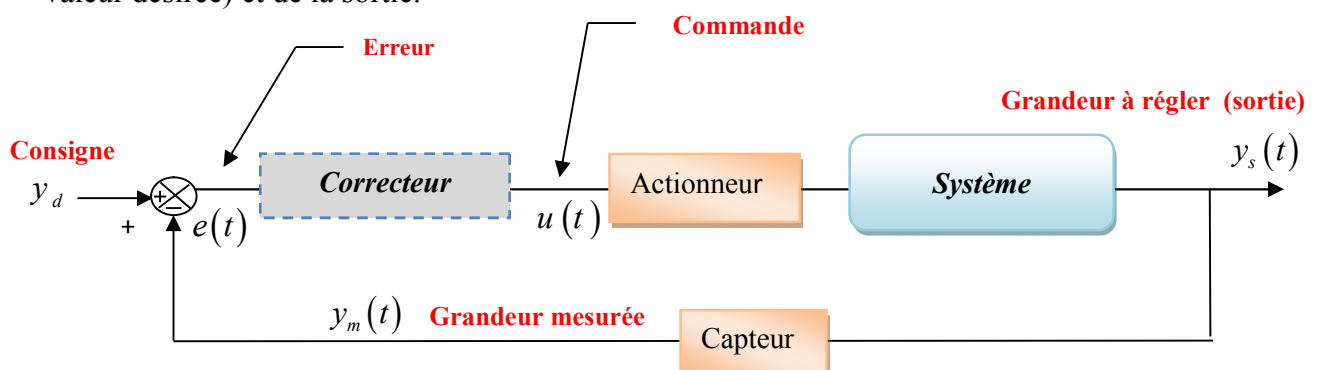 valeur désirée) et de la sortie.
Commande
Erreur
Grandeur à régler (sortie)
Consigne
y_s(t)
Correcteur
Actionneur
Système
y_d
+
−
+
e(t)
u(t)
y_m(t) Grandeur mesurée
Capteur